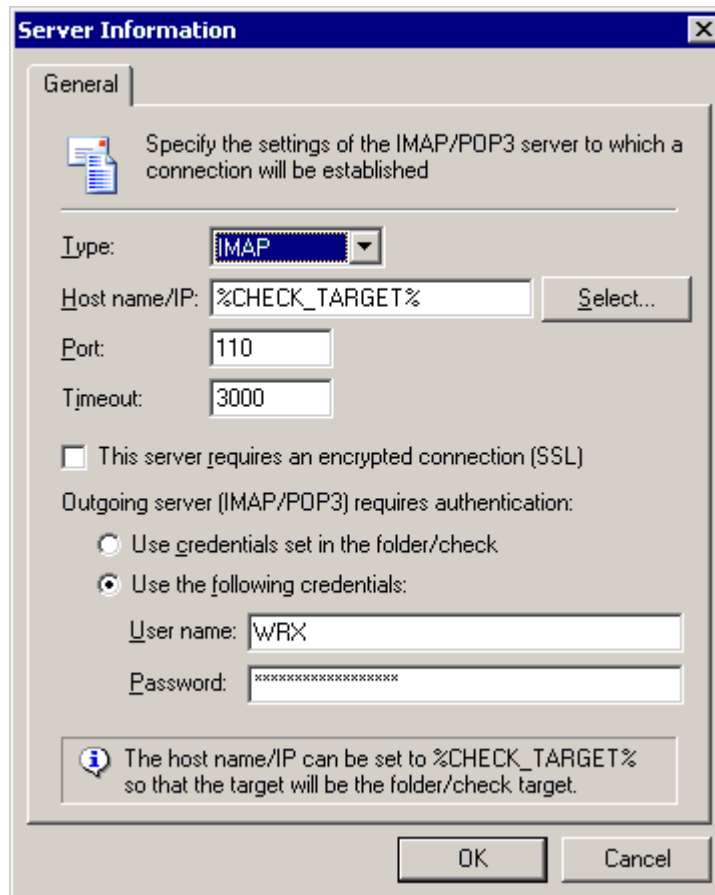 Server Information
General
Specify the settings of the IMAP/POP3 server to which a
connection will be established
Type: IMAP
Host name/IP: %CHECK_TARGET% Select...
Port: 110
Timeout: 3000
This server requires an encrypted connection (SSL)
Outgoing server (IMAP/POP3) requires authentication:
Use credentials set in the folder/check
Use the following credentials:
User name: WRX
Password: ******************
The host name/IP can be set to %CHECK_TARGET%
so that the target will be the folder/check target.
OK Cancel